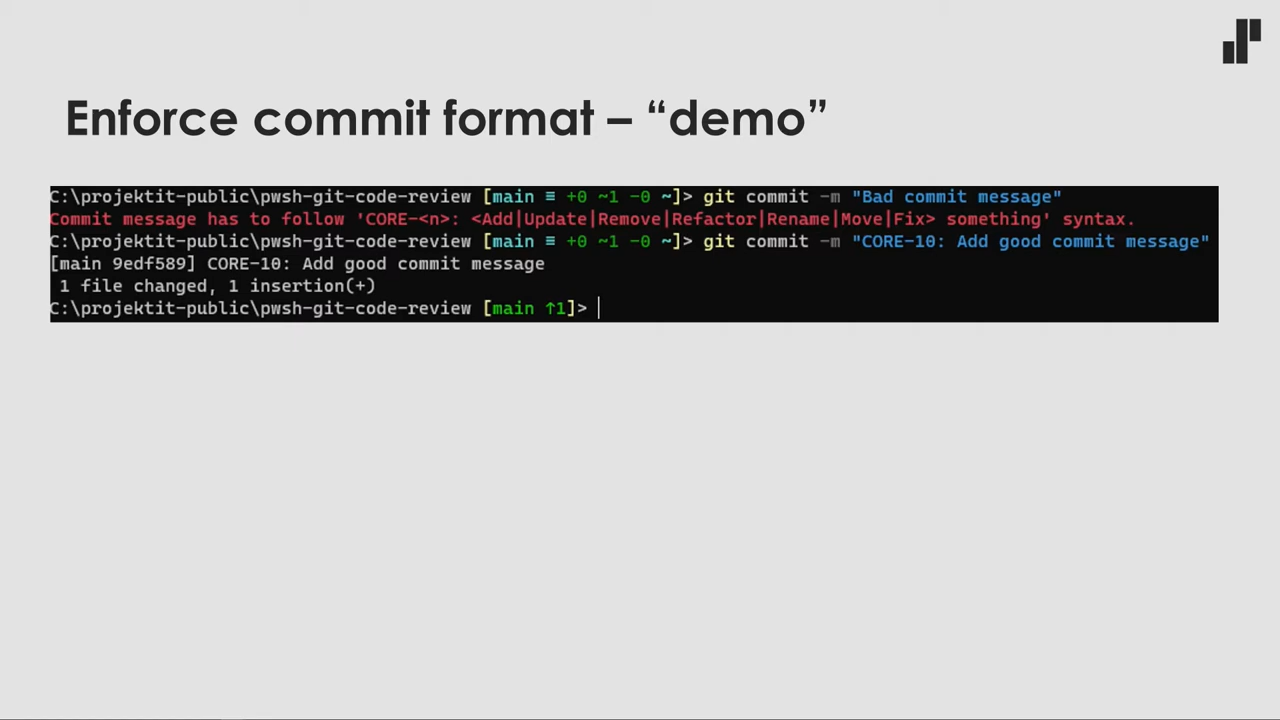 Enforce commit format – “demo”
C:\projektit-public\pwsh-git-code-review [main ≡ +0 ~1 -0 ~]> git commit -m "Bad commit message"
Commit message has to follow 'CORE-<n>: <Add|Update|Remove|Refactor|Rename|Move|Fix> something' syntax.
C:\projektit-public\pwsh-git-code-review [main ≡ +0 ~1 -0 ~]> git commit -m "CORE-10: Add good commit message"
[main 9edf589] CORE-10: Add good commit message
1 file changed, 1 insertion(+)
C:\projektit-public\pwsh-git-code-review [main ↑1]>